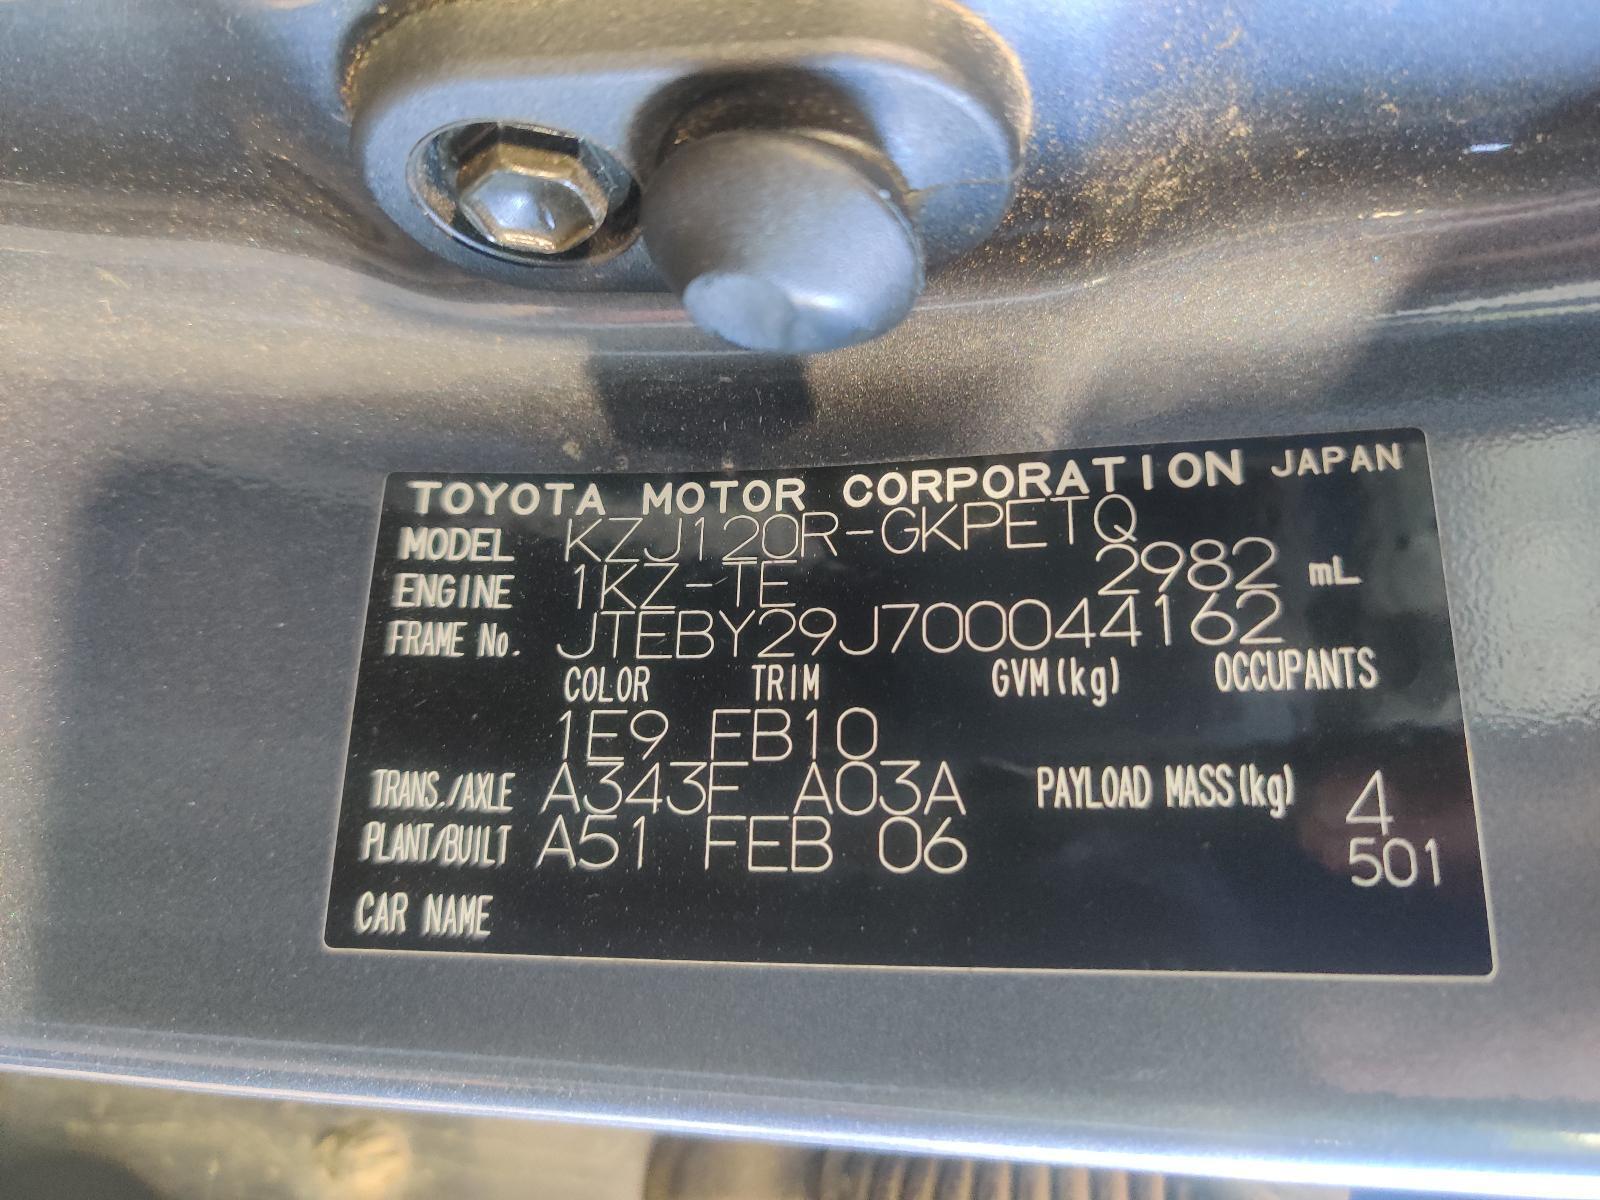 TOYOTA MOTOR CORPORATION JAPAN
MODEL KZJ120R-GKPETQ
ENGINE 1KZ-TE 2982 mL
FRAME No. JTEBY29J700044162
COLOR TRIM GVM(kg) OCCUPANTS
1E9 FB10
TRANS./AXLE A343F A03A PAYLOAD MASS(kg) 4
PLANT/BUILT A51 FEB 06 501
CAR NAME